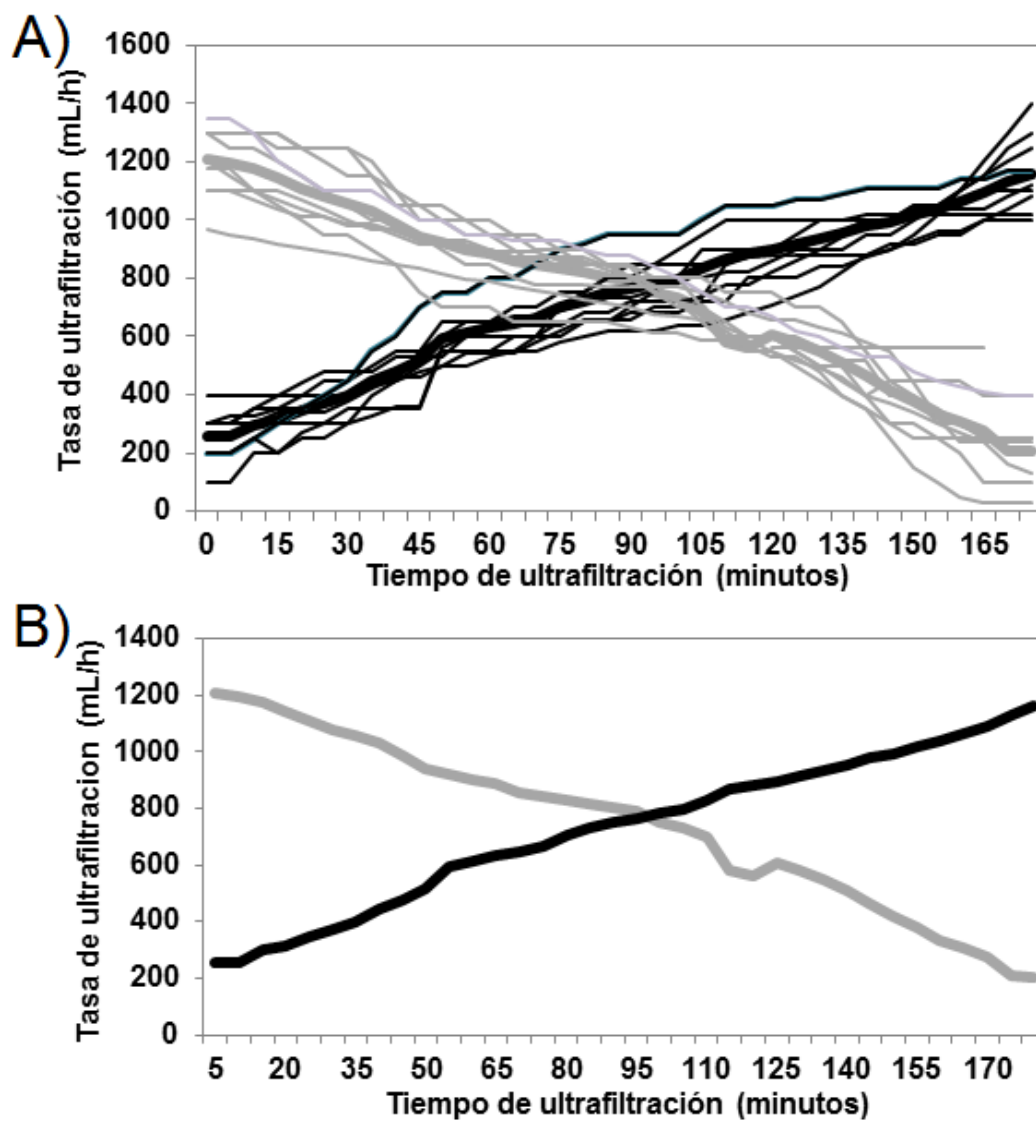 A)
Tasa de ultrafiltración (mL/h)
1600
1400
1200
1000
800
600
400
200
0
0 15 30 45 60 75 90 105 120 135 150 165
Tiempo de ultrafiltración (minutos)
B)
Tasa de ultrafiltracion (mL/h)
1400
1200
1000
800
600
400
200
0
5 20 35 50 65 80 95 110 125 140 155 170
Tiempo de ultrafiltración (minutos)